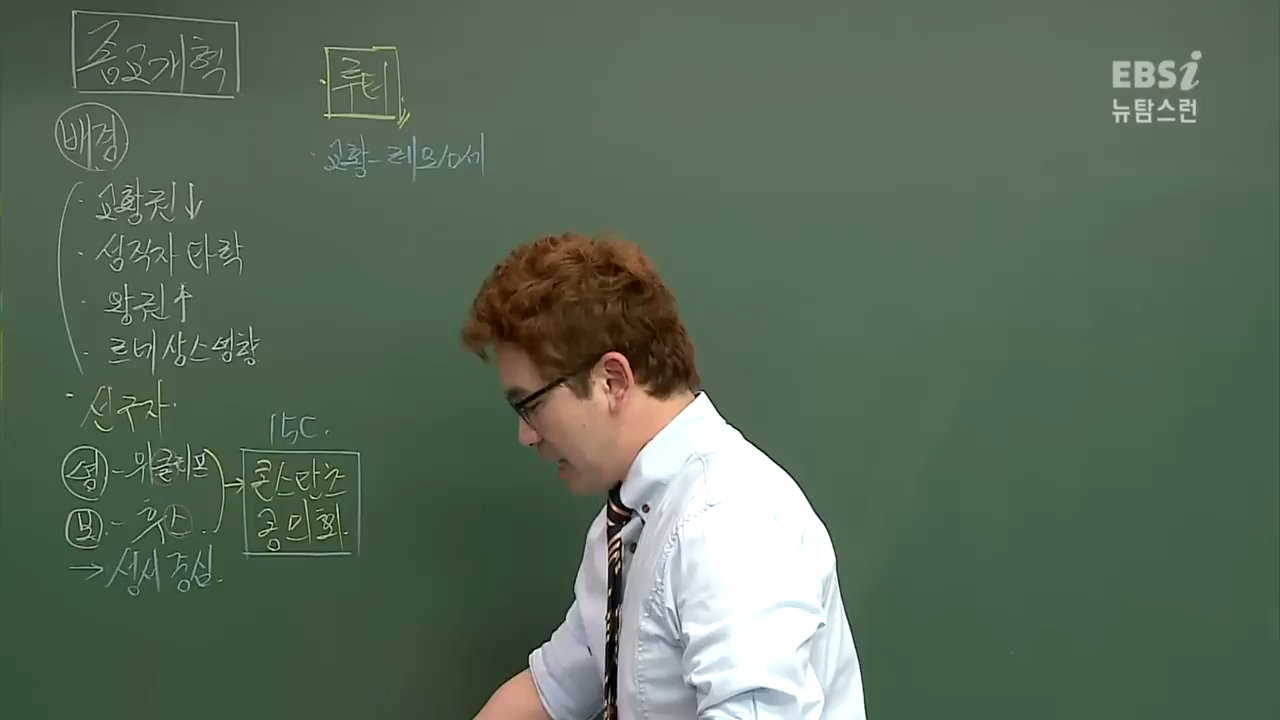 종교개혁
배경
· 교황권↓
· 성직자 타락
· 왕권↑
· 르네상스영향
· 선구자.
영 - 위클리프
보 - 후스.
→ 성서중심.
15C.
콘스탄츠
공의회.
· 루터
· 교황 - 레오10세
EBSi
뉴탐스런